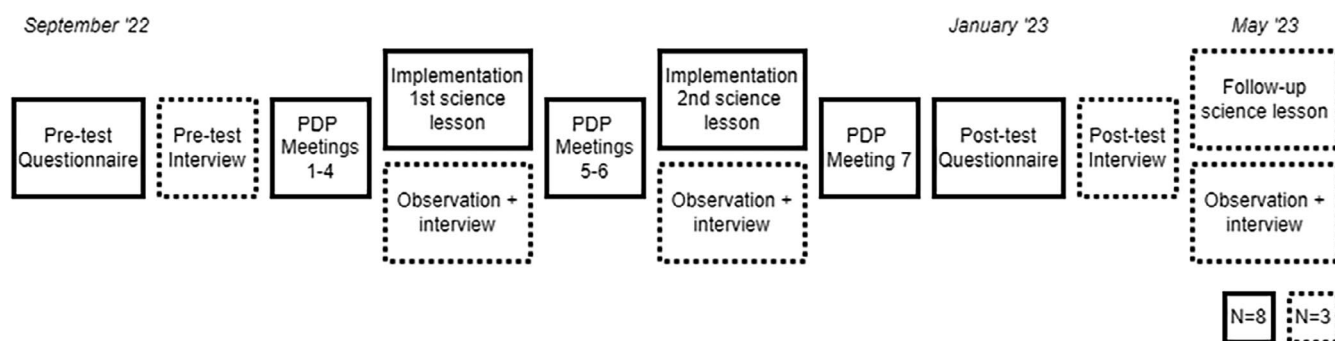 September '22
January '23
May '23
Pre-test
Questionnaire
Pre-test
Interview
PDP
Meetings
1-4
Implementation
1st science
lesson
Observation +
interview
PDP
Meetings
5-6
Implementation
2nd science
lesson
Observation +
interview
PDP
Meeting 7
Post-test
Questionnaire
Post-test
Interview
Follow-up
science lesson
Observation +
interview
N=8
N=3